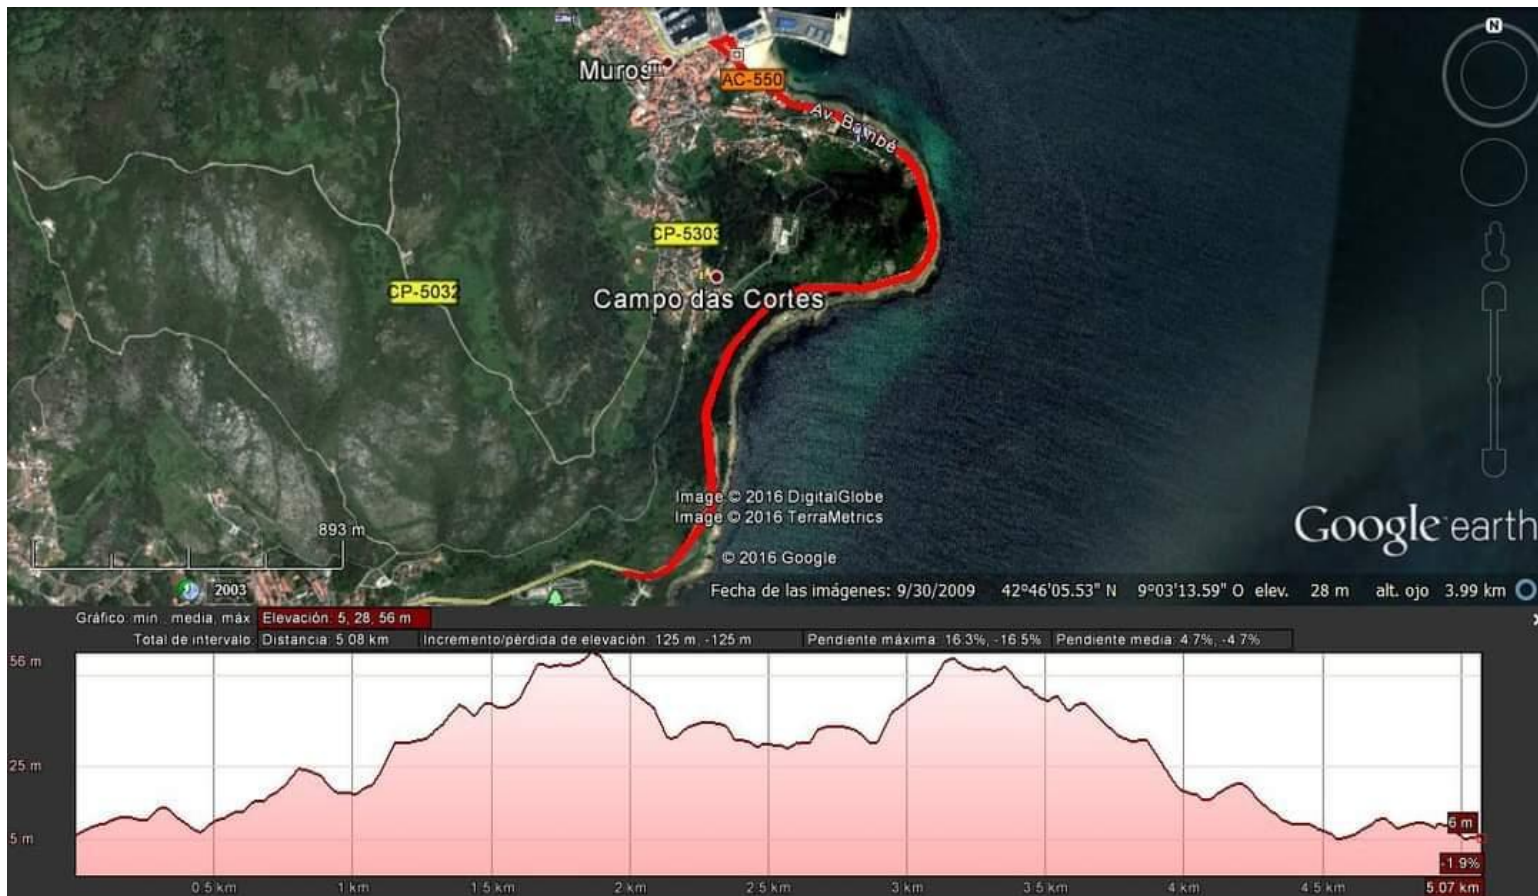 N
Muros
AC-550
Av. Bambé
CP-5303
CP-5032
Campo das Cortes
Image © 2016 DigitalGlobe
Image © 2016 TerraMetrics
893 m
© 2016 Google
Google earth
2003
Fecha de las imágenes: 9/30/2009 42°46'05.53" N 9°03'13.59" O elev. 28 m alt. ojo 3.99 km
Gráfico: min., media, máx Elevación: 5, 28, 56 m
Total de intervalo: Distancia: 5.08 km Incremento/pérdida de elevación: 125 m, -125 m Pendiente máxima: 16.3%, -16.5% Pendiente media: 4.7%, -4.7%
56 m
25 m
5 m
6 m
-1.9%
0.5 km 1 km 1.5 km 2 km 2.5 km 3 km 3.5 km 4 km 4.5 km 5.07 km